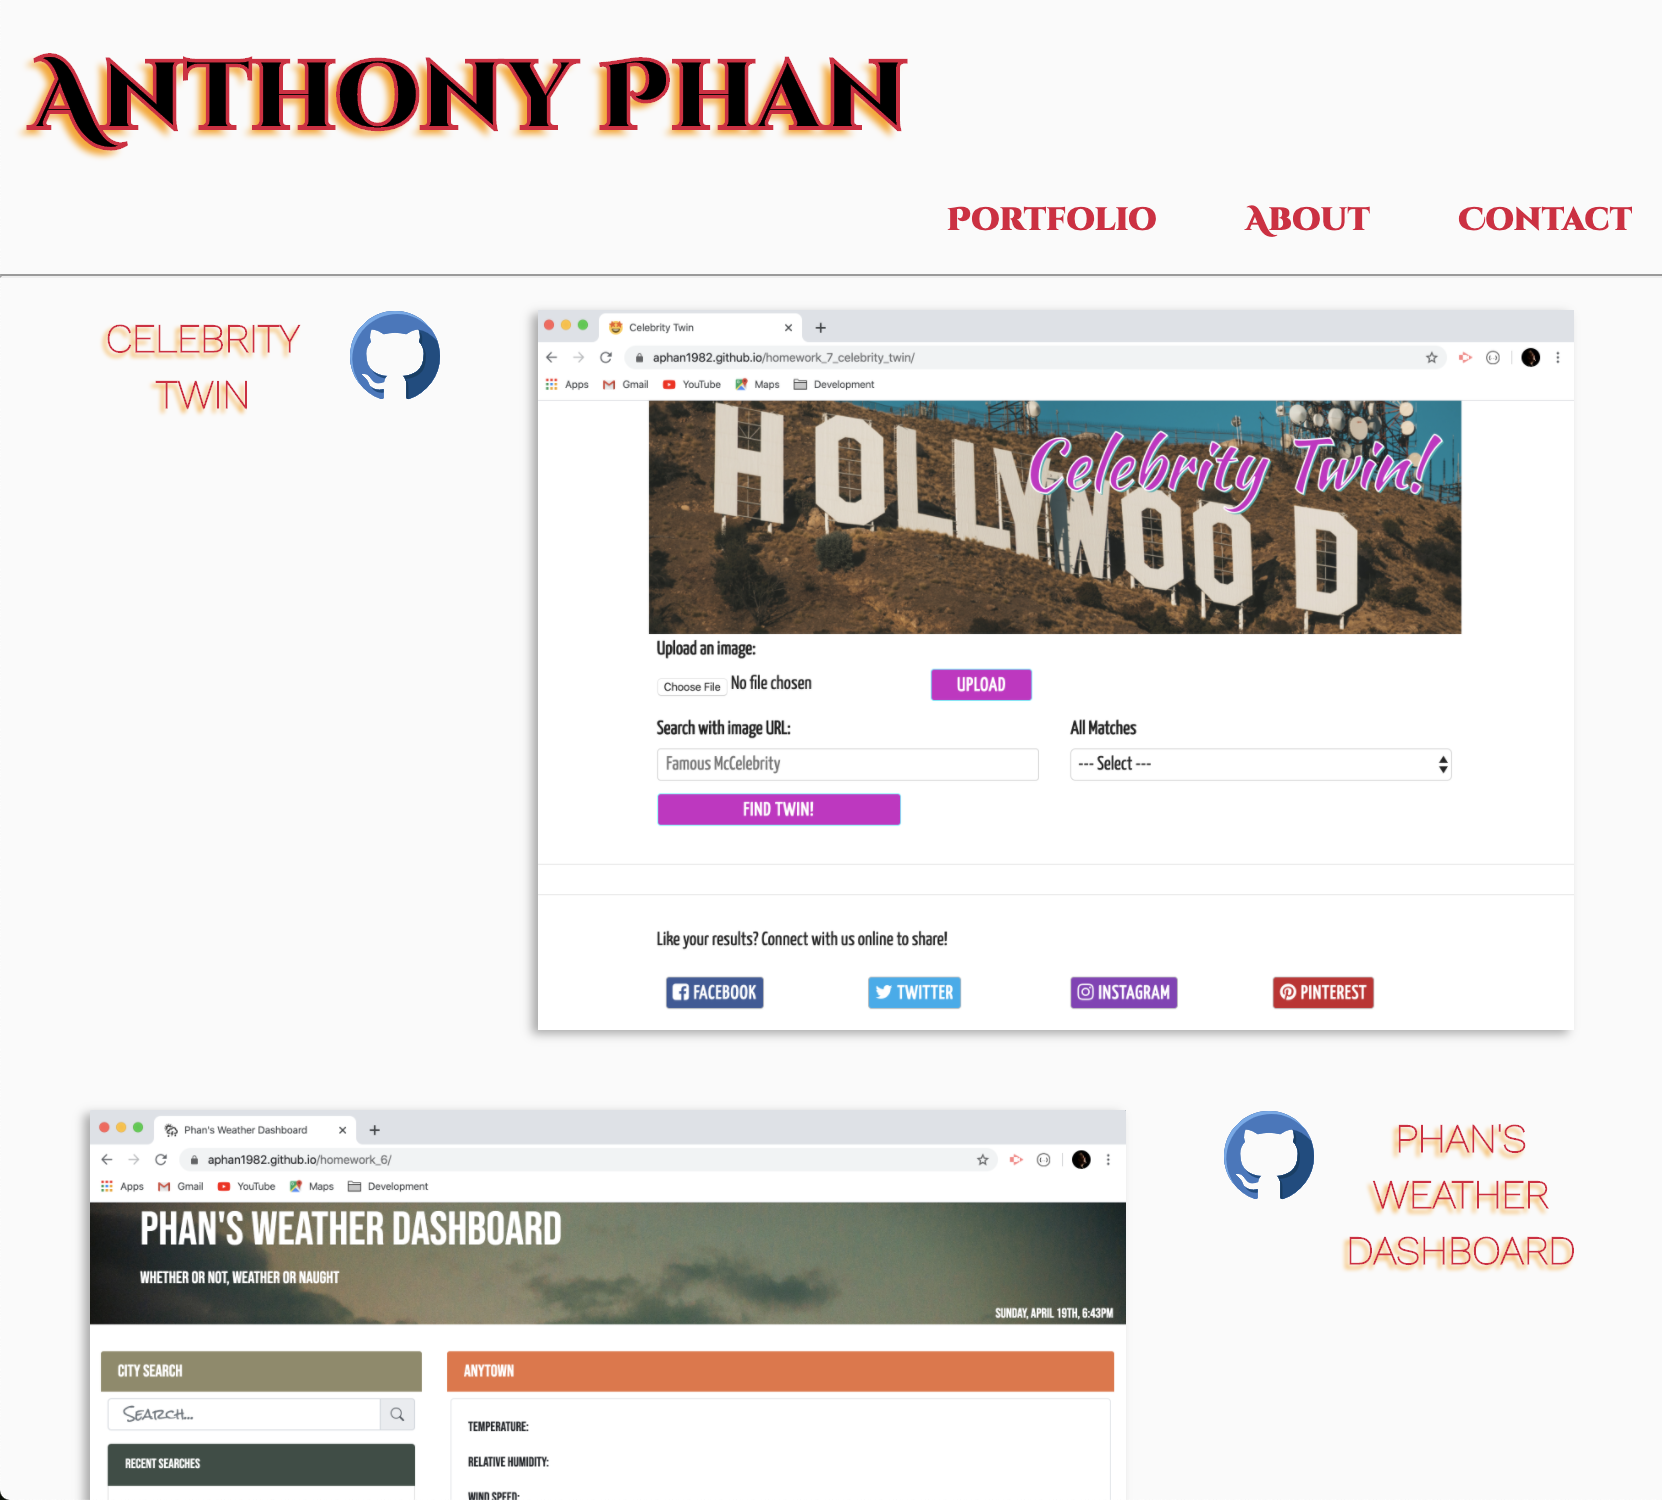 Anthony Phan
Portfolio
About
Contact
CELEBRITY
TWIN
Celebrity Twin
aphan1982.github.io/homework_7_celebrity_twin/
Apps
Gmail
YouTube
Maps
Development
HOLLYWOOD
Celebrity Twin!
Upload an image:
Choose File No file chosen
UPLOAD
Search with image URL:
All Matches
Famous McCelebrity
--- Select ---
FIND TWIN!
Like your results? Connect with us online to share!
FACEBOOK
TWITTER
INSTAGRAM
PINTEREST
Phan's Weather Dashboard
aphan1982.github.io/homework_6/
Apps
Gmail
YouTube
Maps
Development
PHAN'S WEATHER DASHBOARD
WHETHER OR NOT, WEATHER OR NAUGHT
SUNDAY, APRIL 19TH, 6:43PM
CITY SEARCH
Search...
RECENT SEARCHES
ANYTOWN
TEMPERATURE:
RELATIVE HUMIDITY:
WIND SPEED:
PHAN'S
WEATHER
DASHBOARD